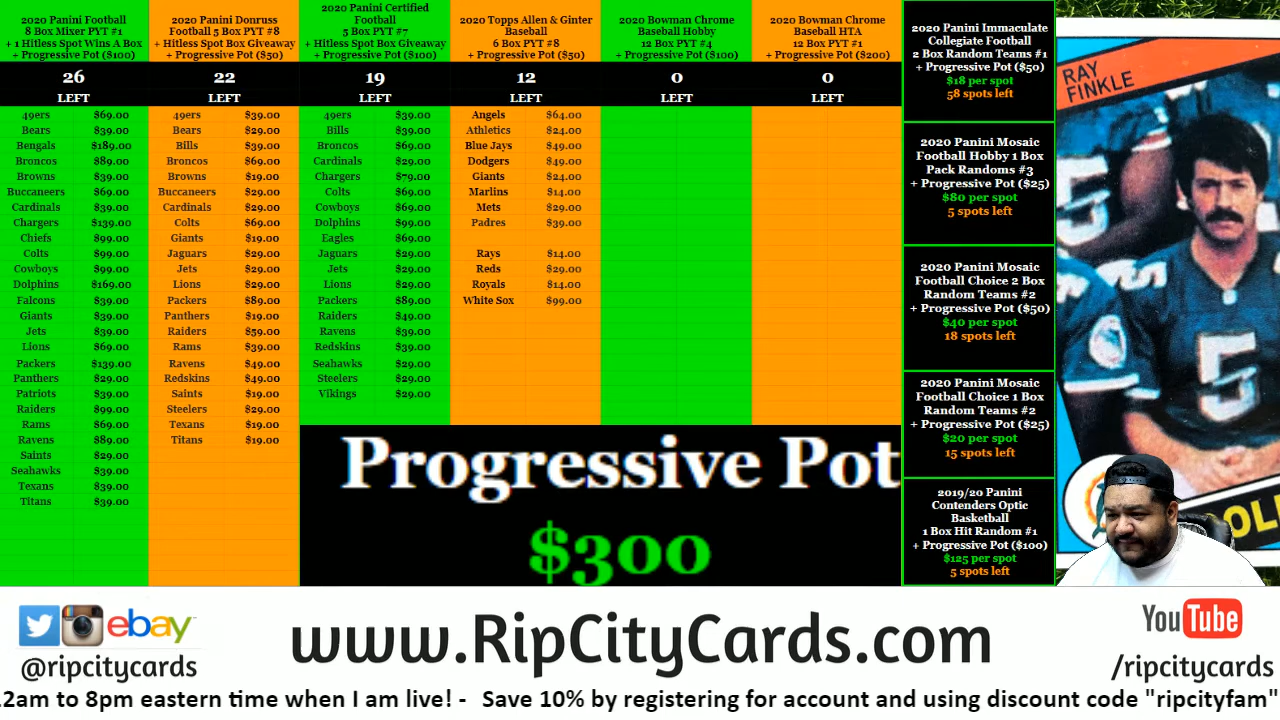 2020 Panini Football
8 Box Mixer PYT #1
+ 1 Hitless Spot Wins A Box
+ Progressive Pot ($100)
26
LEFT
49ers $69.00
Bears $39.00
Bengals $189.00
Broncos $89.00
Browns $39.00
Buccaneers $69.00
Cardinals $39.00
Chargers $139.00
Chiefs $99.00
Colts $99.00
Cowboys $99.00
Dolphins $169.00
Falcons $39.00
Giants $39.00
Jets $39.00
Lions $69.00
Packers $139.00
Panthers $29.00
Patriots $39.00
Raiders $99.00
Rams $69.00
Ravens $89.00
Saints $29.00
Seahawks $39.00
Texans $39.00
Titans $39.00
2020 Panini Donruss
Football 5 Box PYT #8
+ Hitless Spot Box Giveaway
+ Progressive Pot ($50)
22
LEFT
49ers $39.00
Bears $29.00
Bills $39.00
Broncos $69.00
Browns $19.00
Buccaneers $29.00
Cardinals $29.00
Colts $69.00
Giants $19.00
Jaguars $29.00
Jets $29.00
Lions $29.00
Packers $89.00
Panthers $19.00
Raiders $59.00
Rams $39.00
Ravens $49.00
Redskins $49.00
Saints $19.00
Steelers $29.00
Texans $19.00
Titans $19.00
2020 Panini Certified
Football
5 Box PYT #7
+ Hitless Spot Box Giveaway
+ Progressive Pot ($100)
19
LEFT
49ers $39.00
Bills $39.00
Broncos $69.00
Cardinals $29.00
Chargers $79.00
Colts $69.00
Cowboys $69.00
Dolphins $99.00
Eagles $69.00
Jaguars $29.00
Jets $29.00
Lions $29.00
Packers $89.00
Raiders $49.00
Ravens $39.00
Redskins $39.00
Seahawks $29.00
Steelers $29.00
Vikings $29.00
2020 Topps Allen & Ginter
Baseball
6 Box PYT #8
+ Progressive Pot ($50)
12
LEFT
Angels $64.00
Athletics $24.00
Blue Jays $49.00
Dodgers $49.00
Giants $24.00
Marlins $14.00
Mets $29.00
Padres $39.00
Rays $14.00
Reds $29.00
Royals $14.00
White Sox $99.00
2020 Bowman Chrome
Baseball Hobby
12 Box PYT #4
+ Progressive Pot ($100)
0
LEFT
2020 Bowman Chrome
Baseball HTA
12 Box PYT #1
+ Progressive Pot ($200)
0
LEFT
Progressive Pot
$300
2020 Panini Immaculate
Collegiate Football
2 Box Random Teams #1
+ Progressive Pot ($50)
$18 per spot
58 spots left
2020 Panini Mosaic
Football Hobby 1 Box
Pack Randoms #3
+ Progressive Pot ($25)
$80 per spot
5 spots left
2020 Panini Mosaic
Football Choice 2 Box
Random Teams #2
+ Progressive Pot ($50)
$40 per spot
18 spots left
2020 Panini Mosaic
Football Choice 1 Box
Random Teams #2
+ Progressive Pot ($25)
$20 per spot
15 spots left
2019/20 Panini
Contenders Optic
Basketball
1 Box Hit Random #1
+ Progressive Pot ($100)
$125 per spot
5 spots left
RAY
FINKLE
5
ebay
@ripcitycards
www.RipCityCards.com
YouTube
/ripcitycards
2am to 8pm eastern time when I am live! - Save 10% by registering for account and using discount code "ripcityfam"